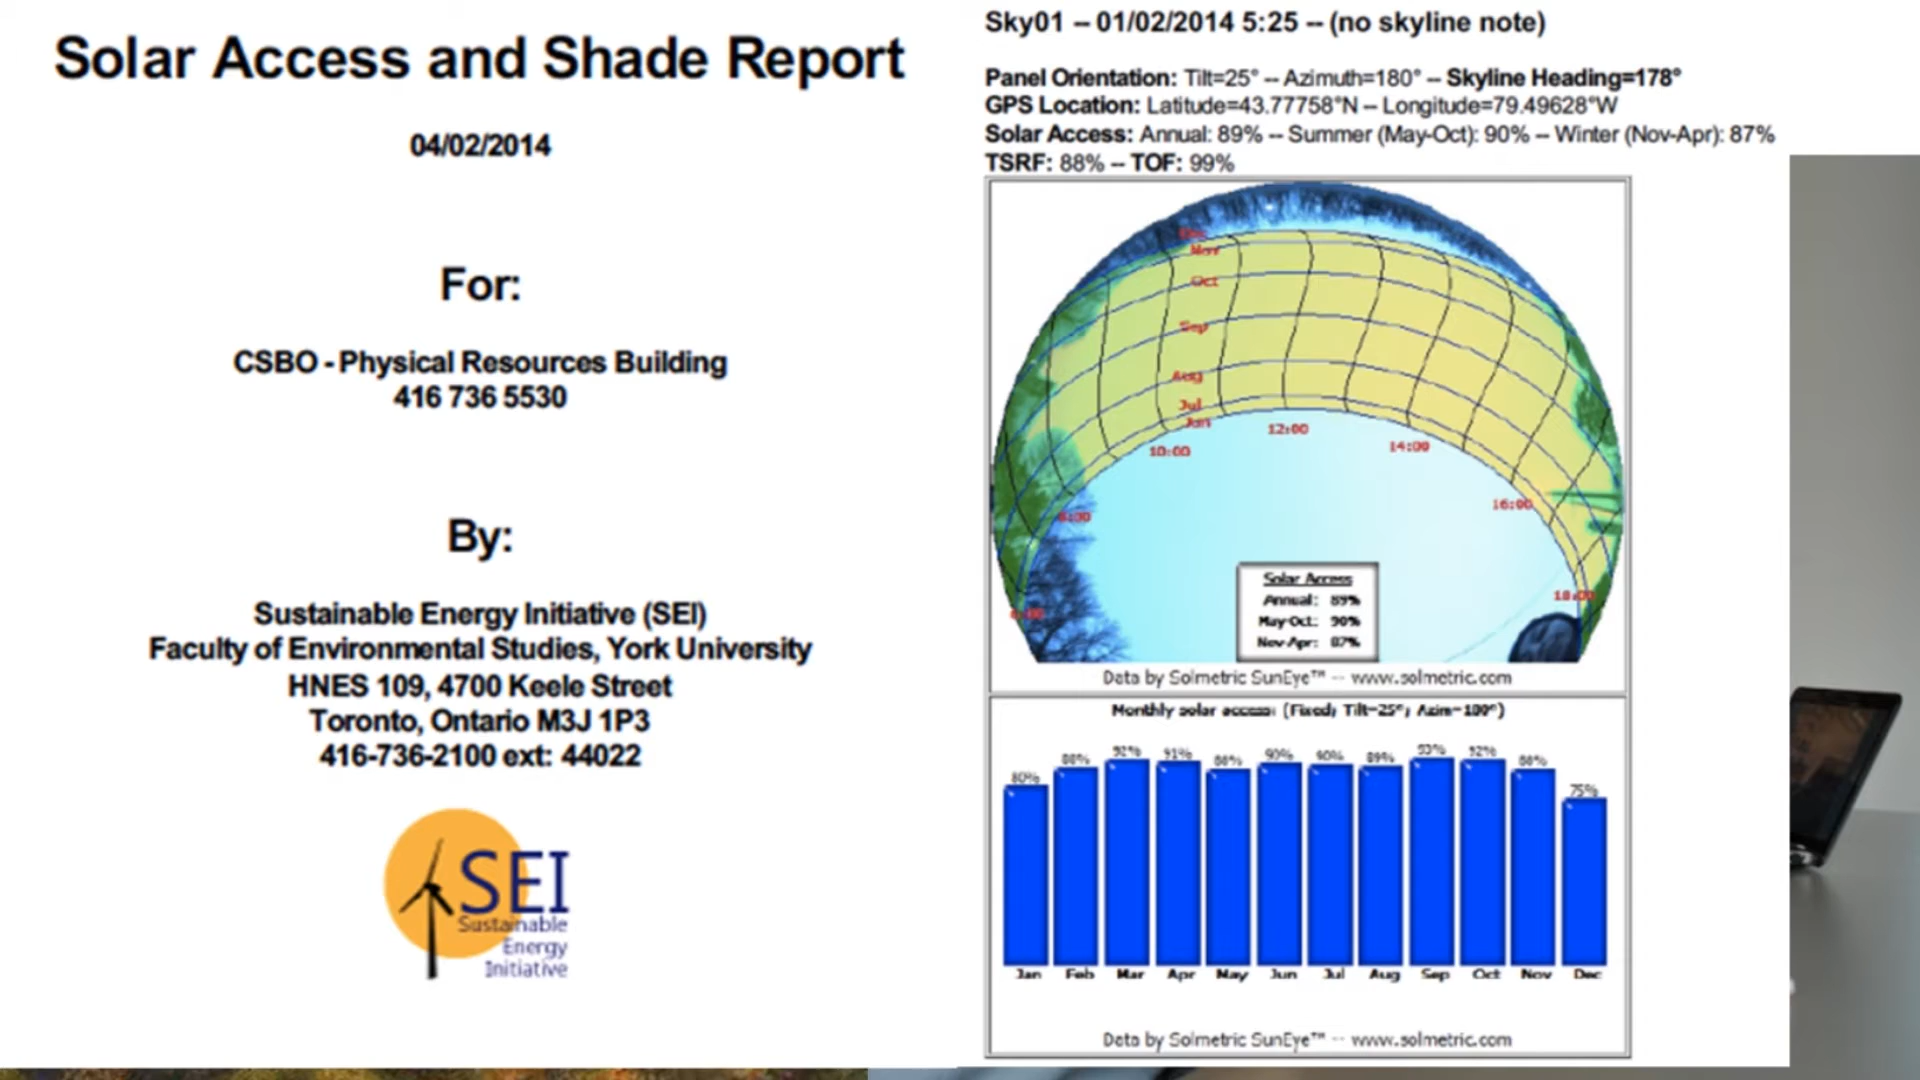 Solar Access and Shade Report
04/02/2014
For:
CSBO - Physical Resources Building
416 736 5530
By:
Sustainable Energy Initiative (SEI)
Faculty of Environmental Studies, York University
HNES 109, 4700 Keele Street
Toronto, Ontario M3J 1P3
416-736-2100 ext: 44022
SEI
Sustainable
Energy
Initiative
Sky01 -- 01/02/2014 5:25 -- (no skyline note)
Panel Orientation: Tilt=25° -- Azimuth=180° -- Skyline Heading=178°
GPS Location: Latitude=43.77758°N -- Longitude=79.49628°W
Solar Access: Annual: 89% -- Summer (May-Oct): 90% -- Winter (Nov-Apr): 87%
TSRF: 88% -- TOF: 99%
Dec
Nov
Oct
Sep
Aug
Jul
Jun
12:00
10:00
14:00
16:00
8:00
18:00
Solar Access
Annual: 89%
May-Oct: 90%
Nov-Apr: 87%
Data by Solmetric SunEye™ -- www.solmetric.com
Monthly solar access: (Fixed; Tilt=25°; Azim=180°)
80% 88% 92% 91% 88% 90% 90% 89% 93% 92% 88% 75%
Jan Feb Mar Apr May Jun Jul Aug Sep Oct Nov Dec
Data by Solmetric SunEye™ -- www.solmetric.com